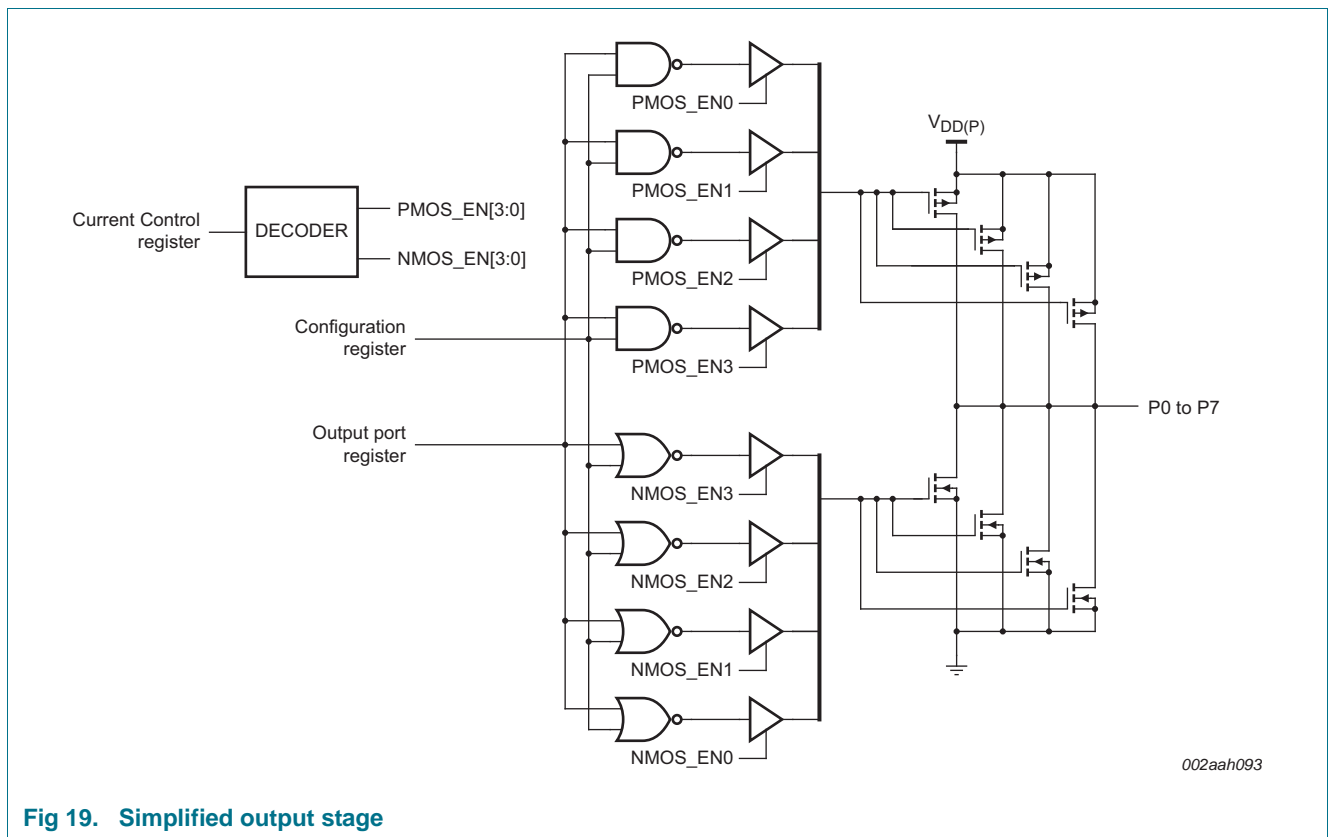 PMOS_EN0
VDD(P)
PMOS_EN1
Current Control
register
DECODER
PMOS_EN[3:0]
NMOS_EN[3:0]
PMOS_EN2
Configuration
register
PMOS_EN3
P0 to P7
Output port
register
NMOS_EN3
NMOS_EN2
NMOS_EN1
NMOS_EN0
002aah093
Fig 19. Simplified output stage